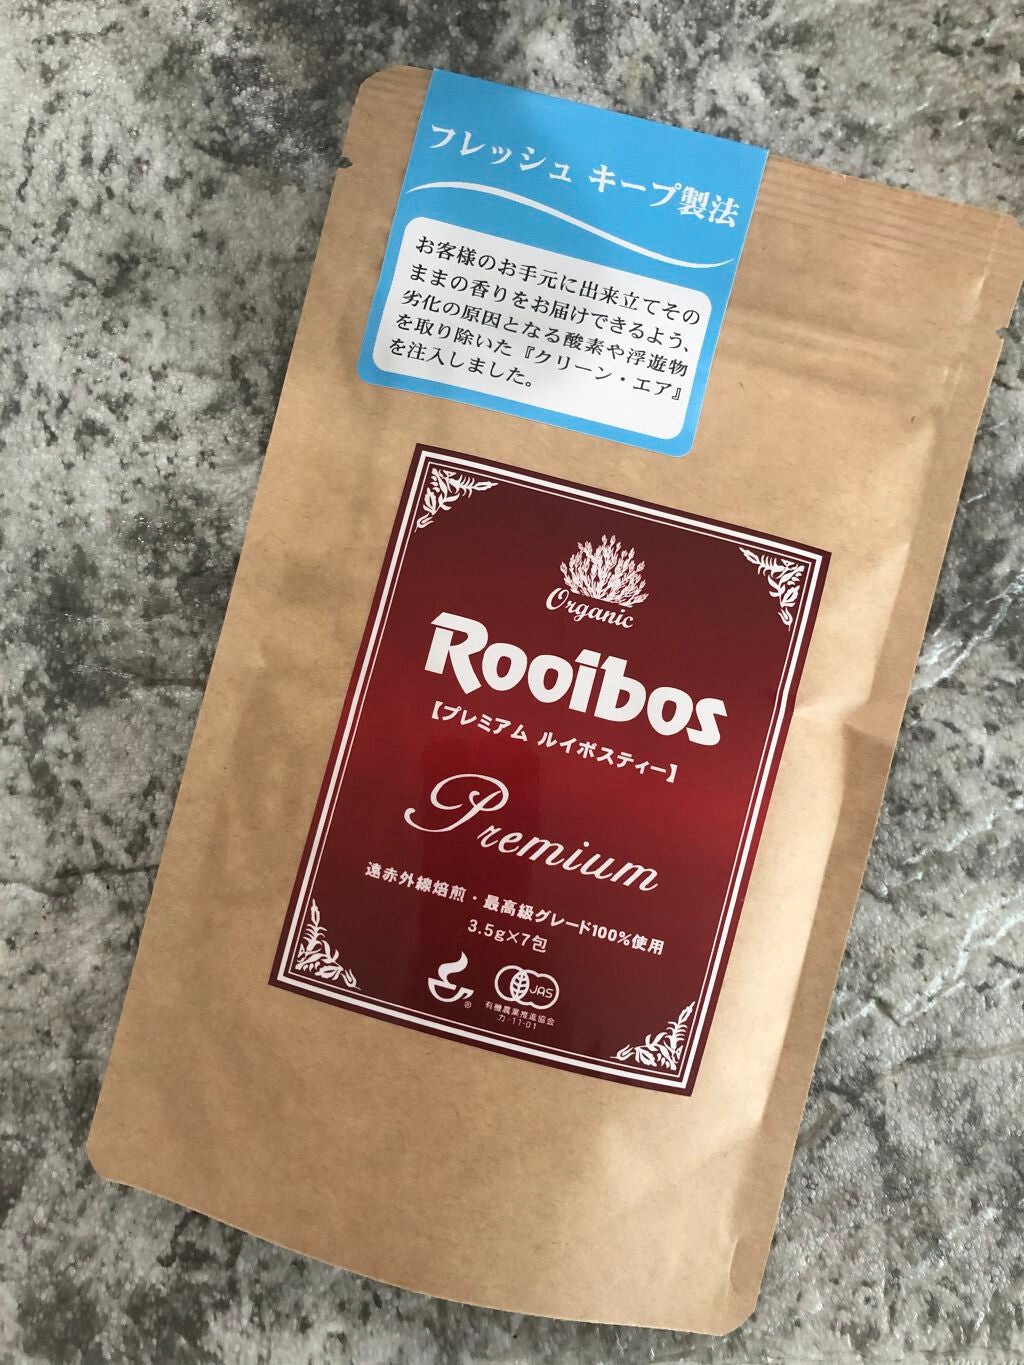 フレッシュ キープ製法
お客様のお手元に出来立てその
ままの香りをお届けできるよう、
劣化の原因となる酸素や浮遊物
を取り除いた『クリーン・エア』
を注入しました。
Organic
Rooibos
【プレミアム ルイボスティー】
Premium
遠赤外線焙煎・最高級グレード100%使用
3.5g×7包
®
JAS
有機農業推進協会
カ-11-01